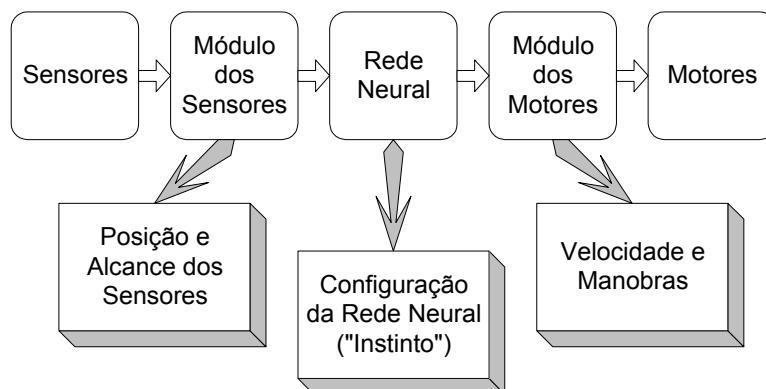 Sensores
Módulo
dos
Sensores
Rede
Neural
Módulo
dos
Motores
Motores
Posição e
Alcance dos
Sensores
Configuração
da Rede Neural
("Instinto")
Velocidade e
Manobras